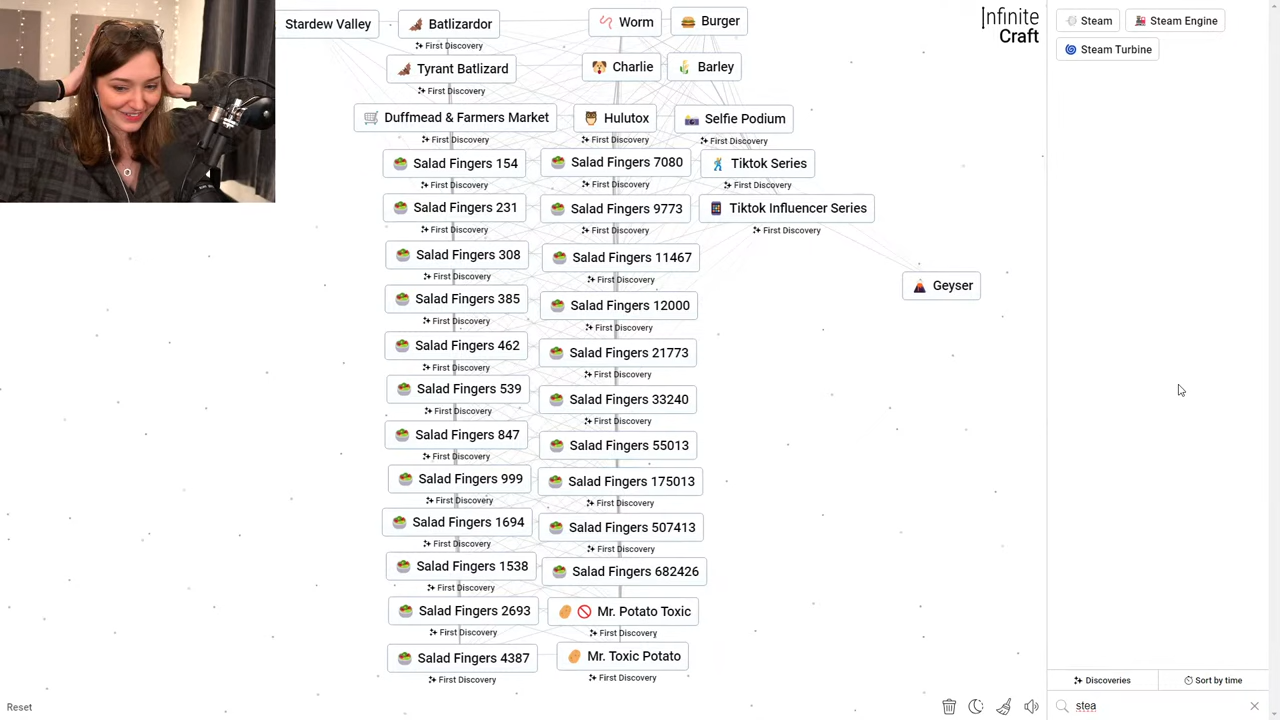 Stardew Valley
Batlizardor
First Discovery
Worm
Burger
Infinite
Craft
Steam
Steam Engine
Steam Turbine
Tyrant Batlizard
First Discovery
Charlie
Barley
Duffmead & Farmers Market
First Discovery
Hulutox
First Discovery
Selfie Podium
First Discovery
Salad Fingers 154
First Discovery
Salad Fingers 7080
First Discovery
Tiktok Series
First Discovery
Salad Fingers 231
First Discovery
Salad Fingers 9773
First Discovery
Tiktok Influencer Series
First Discovery
Salad Fingers 308
First Discovery
Salad Fingers 11467
First Discovery
Geyser
Salad Fingers 385
First Discovery
Salad Fingers 12000
First Discovery
Salad Fingers 462
First Discovery
Salad Fingers 21773
First Discovery
Salad Fingers 539
First Discovery
Salad Fingers 33240
First Discovery
Salad Fingers 847
First Discovery
Salad Fingers 55013
First Discovery
Salad Fingers 999
First Discovery
Salad Fingers 175013
First Discovery
Salad Fingers 1694
First Discovery
Salad Fingers 507413
First Discovery
Salad Fingers 1538
First Discovery
Salad Fingers 682426
Salad Fingers 2693
First Discovery
Mr. Potato Toxic
First Discovery
Salad Fingers 4387
First Discovery
Mr. Toxic Potato
First Discovery
Discoveries
Sort by time
stea
Reset